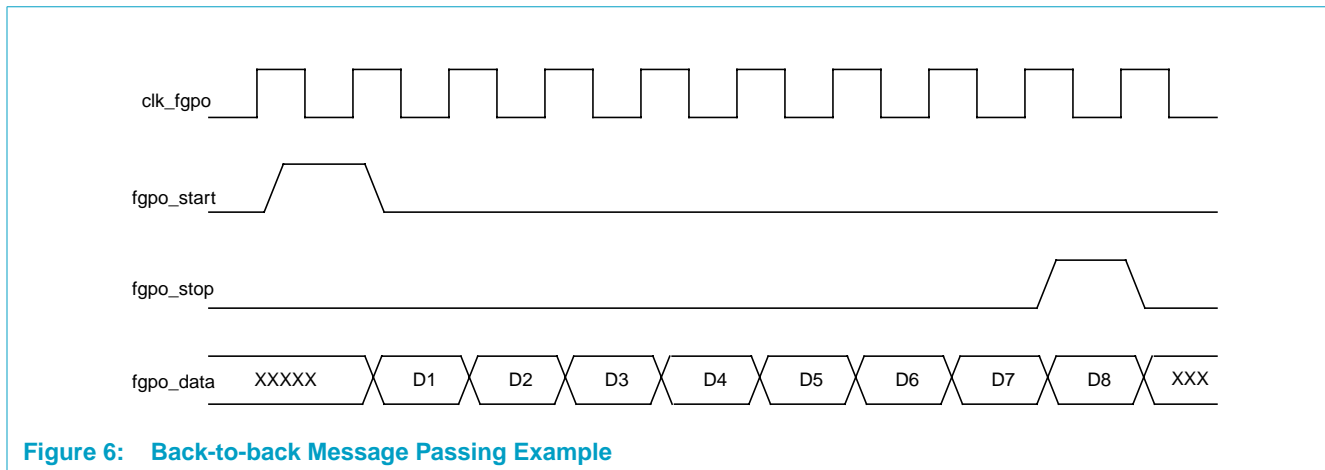 clk_fgpo
fgpo_start
fgpo_stop
fgpo_data XXXXX D1 D2 D3 D4 D5 D6 D7 D8 XXX
Figure 6: Back-to-back Message Passing Example